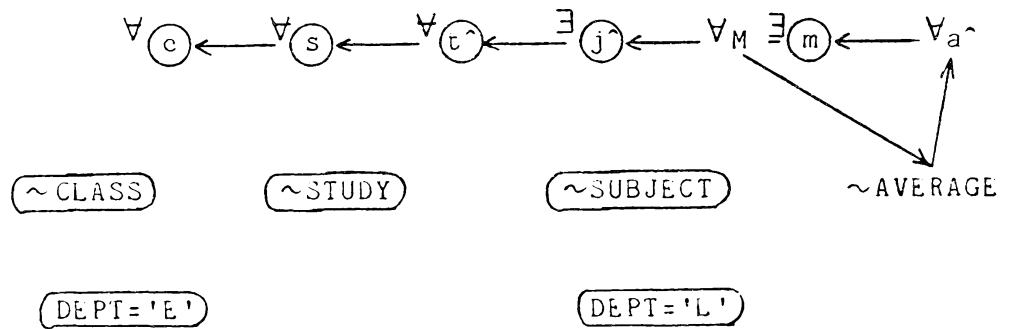 ∀ c ∀ s ∀ t^ ∃ j^ ∀ M ∃ m ∀ a^
~CLASS ~STUDY ~SUBJECT ~AVERAGE
DEPT='E' DEPT='L'